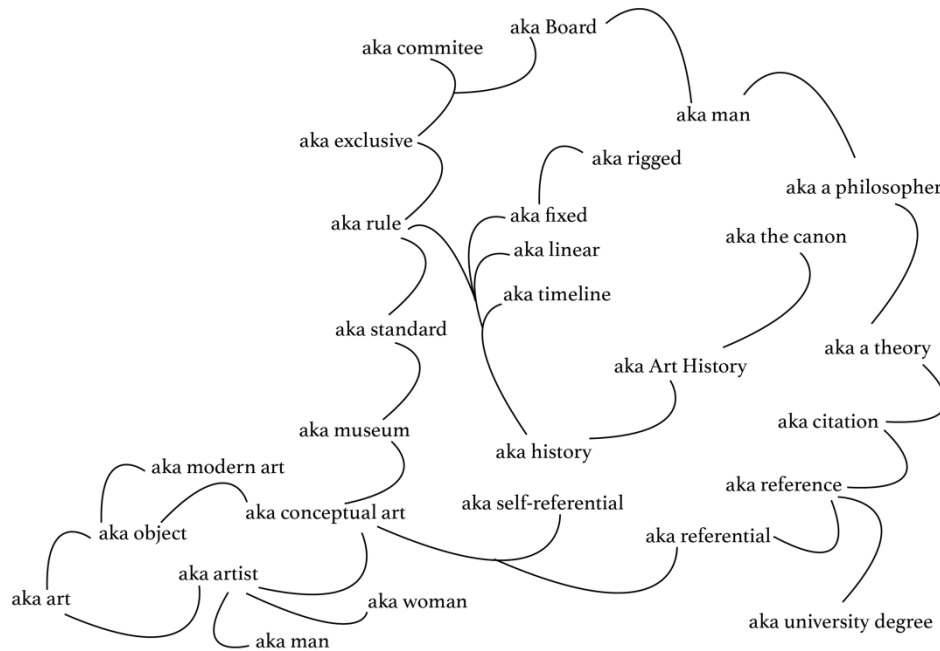 aka Board
aka commitee
aka man
aka exclusive
aka rigged
aka a philosopher
aka fixed
aka rule
aka the canon
aka linear
aka timeline
aka standard
aka a theory
aka Art History
aka citation
aka museum
aka history
aka modern art
aka reference
aka self-referential
aka conceptual art
aka object
aka referential
aka artist
aka art
aka woman
aka university degree
aka man